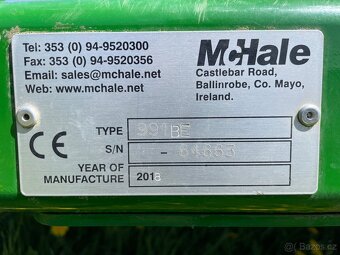 Tel: 353 (0) 94-9520300
Fax: 353 (0) 94-9520356
Email: sales@mchale.net
Web: www.mchale.net
McHale
Castlebar Road,
Ballinrobe, Co. Mayo,
Ireland.
TYPE 991BE
CE
S/N
YEAR OF
MANUFACTURE 2018
bazos.cz